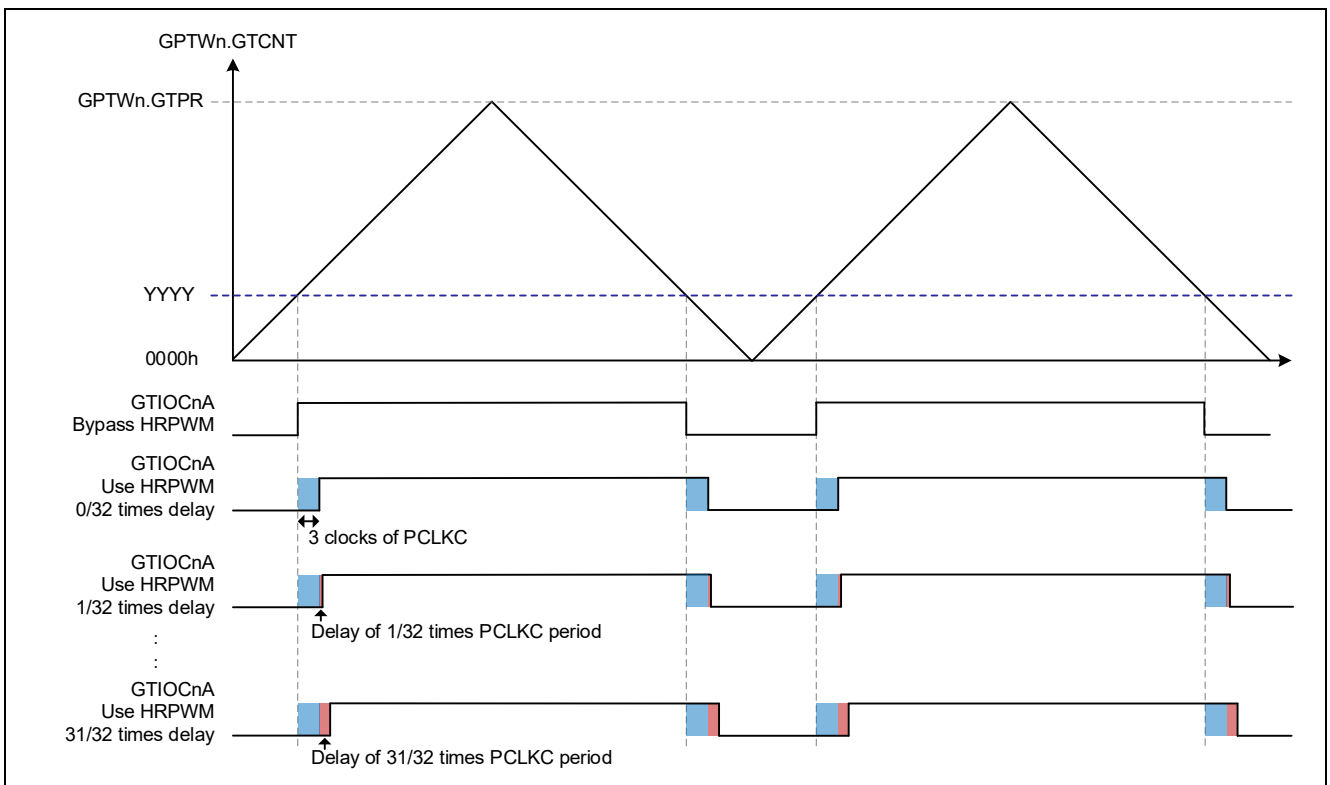 GPTWn.GTCNT
GPTWn.GTPR
YYYY
0000h
GTIOCnA
Bypass HRPWM
GTIOCnA
Use HRPWM
0/32 times delay
3 clocks of PCLKC
GTIOCnA
Use HRPWM
1/32 times delay
Delay of 1/32 times PCLKC period
:
:
GTIOCnA
Use HRPWM
31/32 times delay
Delay of 31/32 times PCLKC period